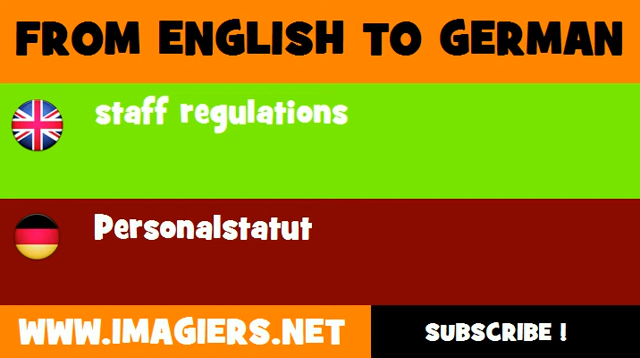 FROM ENGLISH TO GERMAN
staff regulations
Personalstatut
WWW.IMAGIERS.NET
SUBSCRIBE !